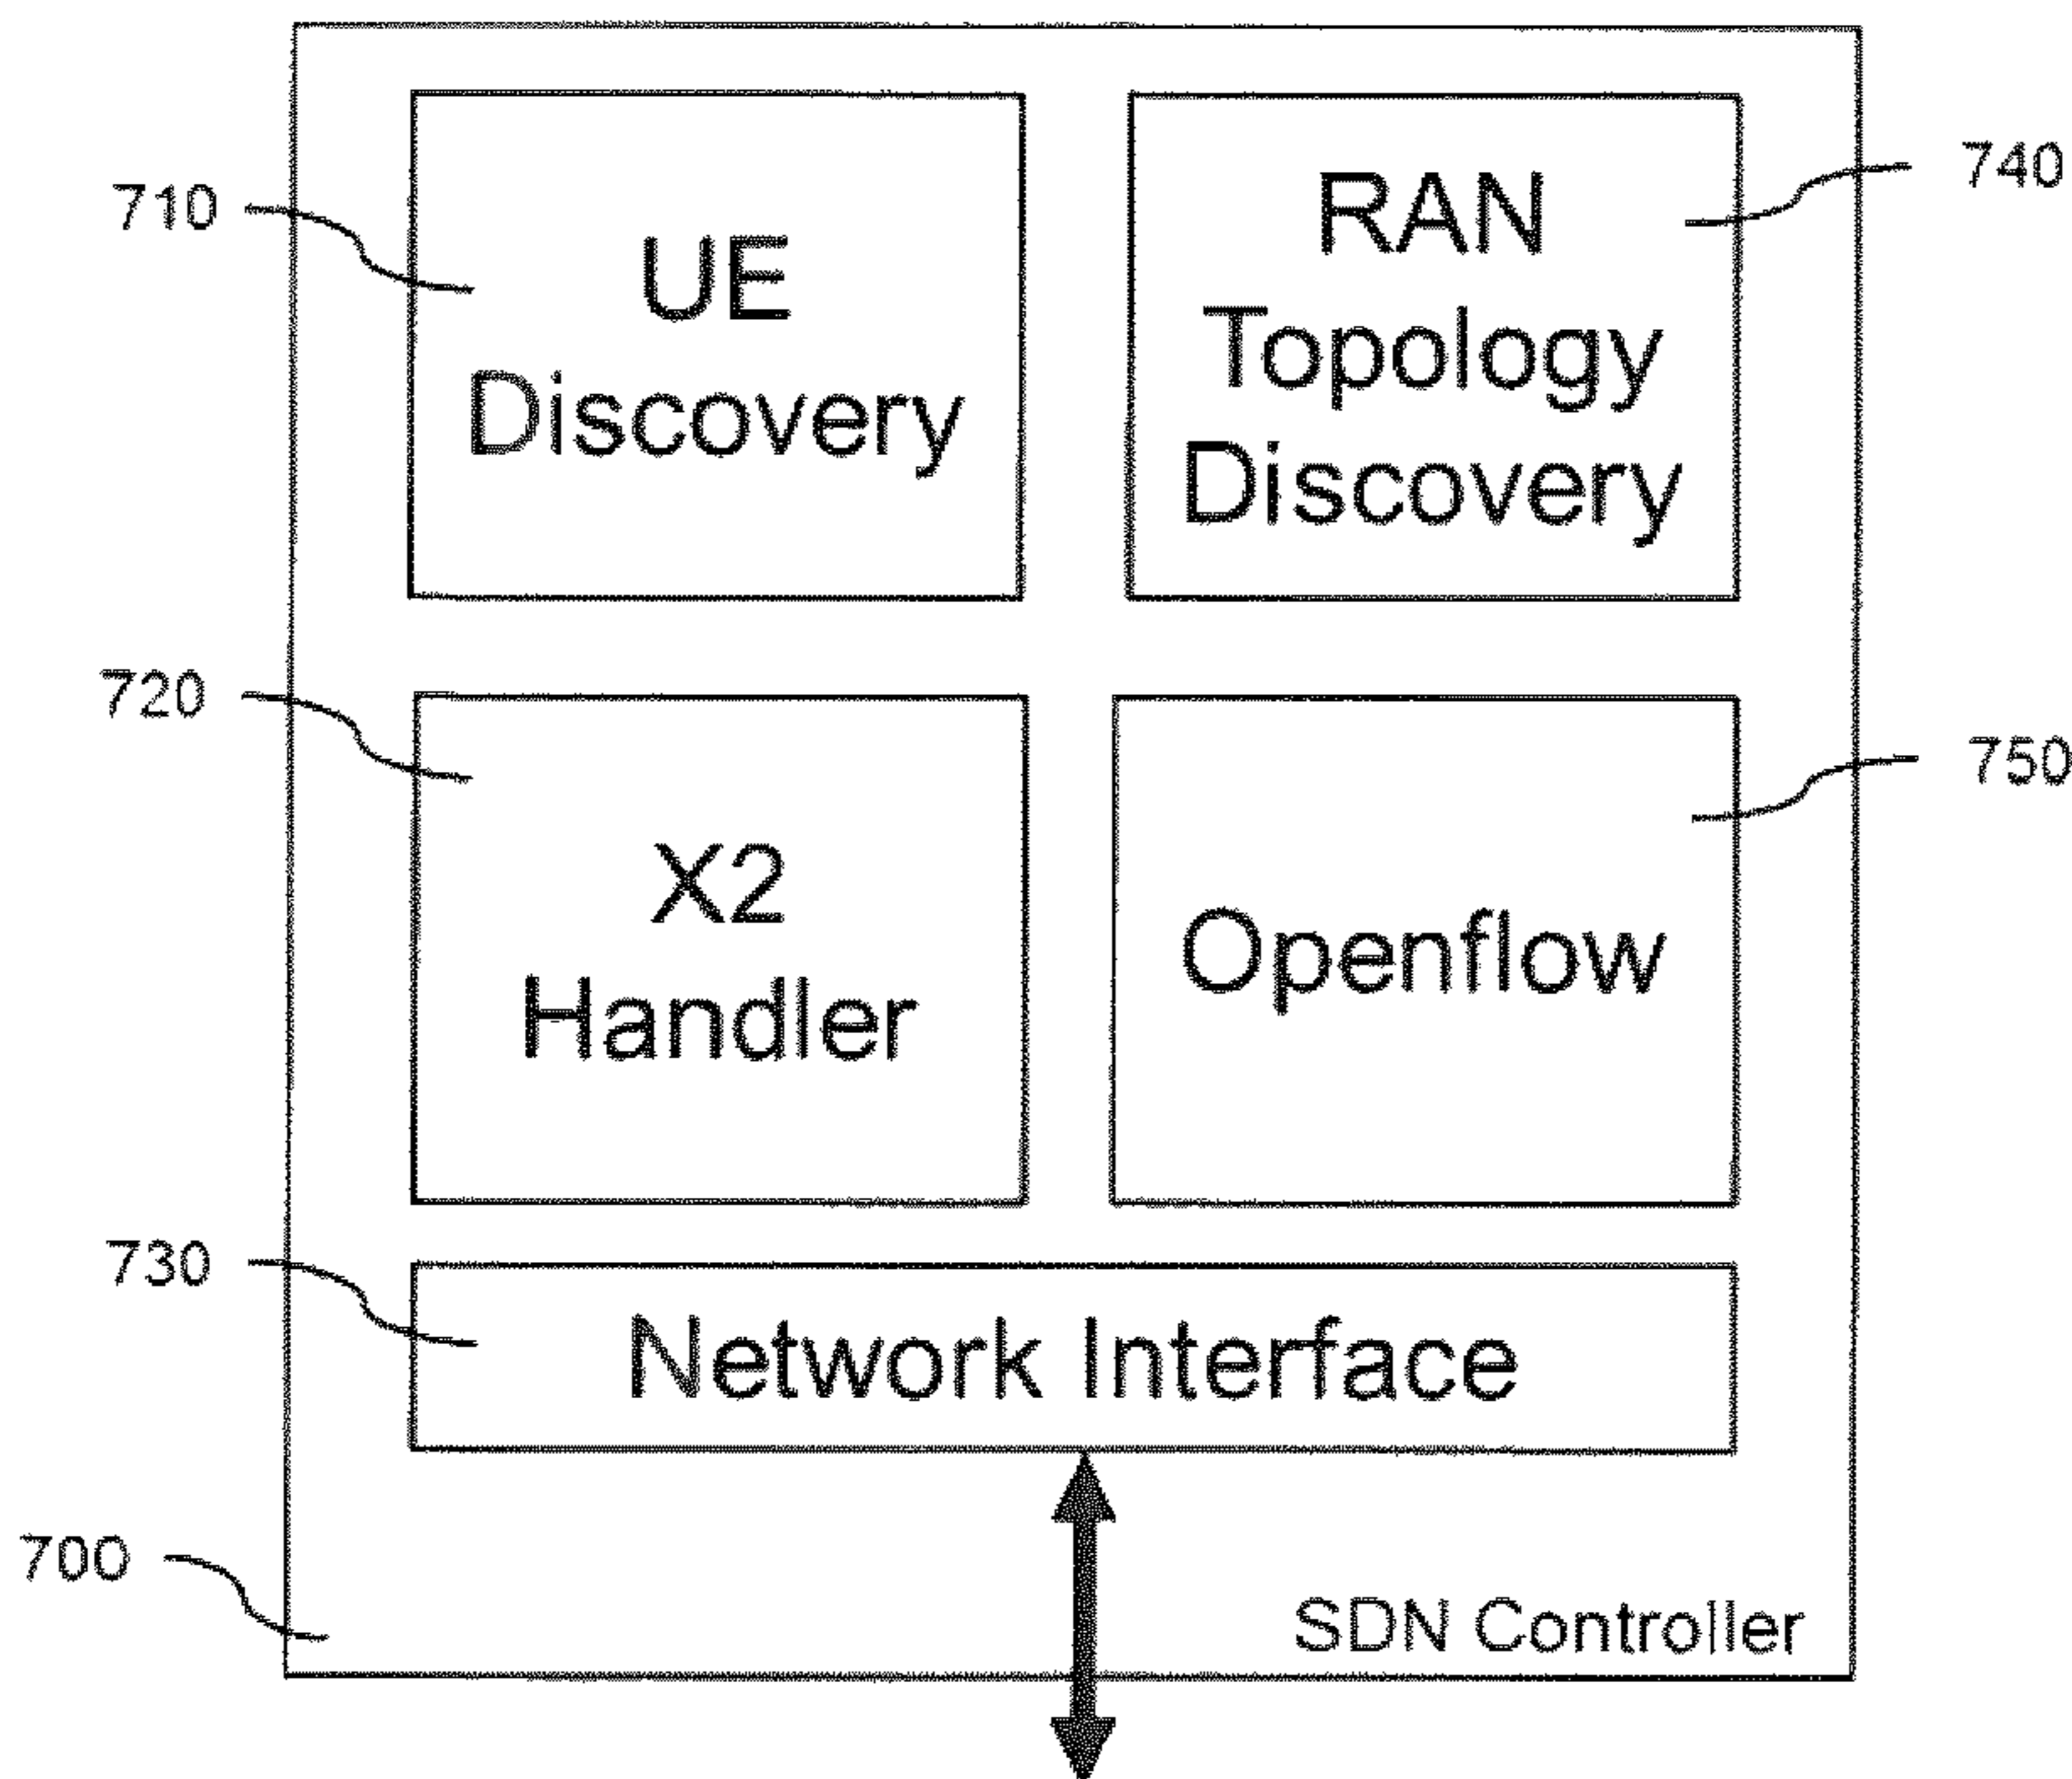 710
UE
Discovery
740
RAN
Topology
Discovery
720
X2
Handler
750
Openflow
730
Network Interface
700
SDN Controller